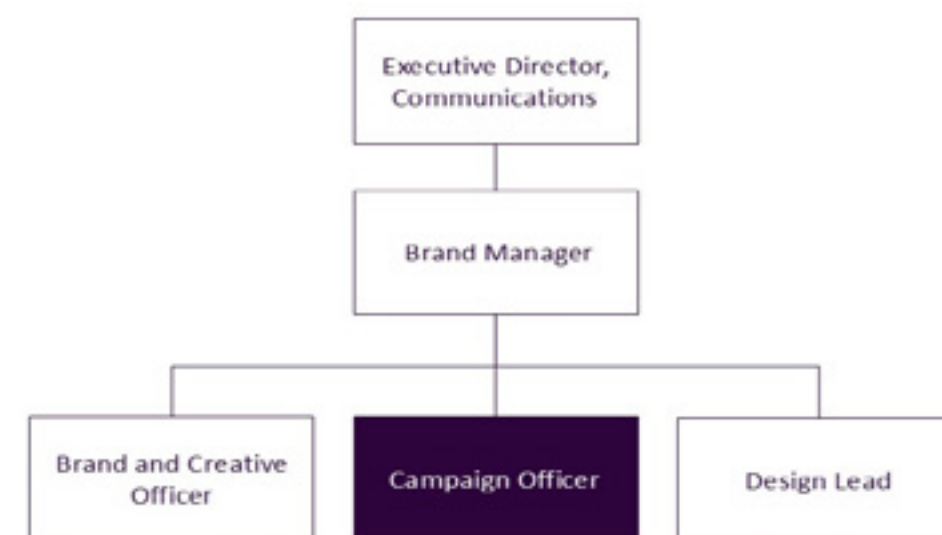 Executive Director,
Communications
Brand Manager
Brand and Creative
Officer
Campaign Officer
Design Lead